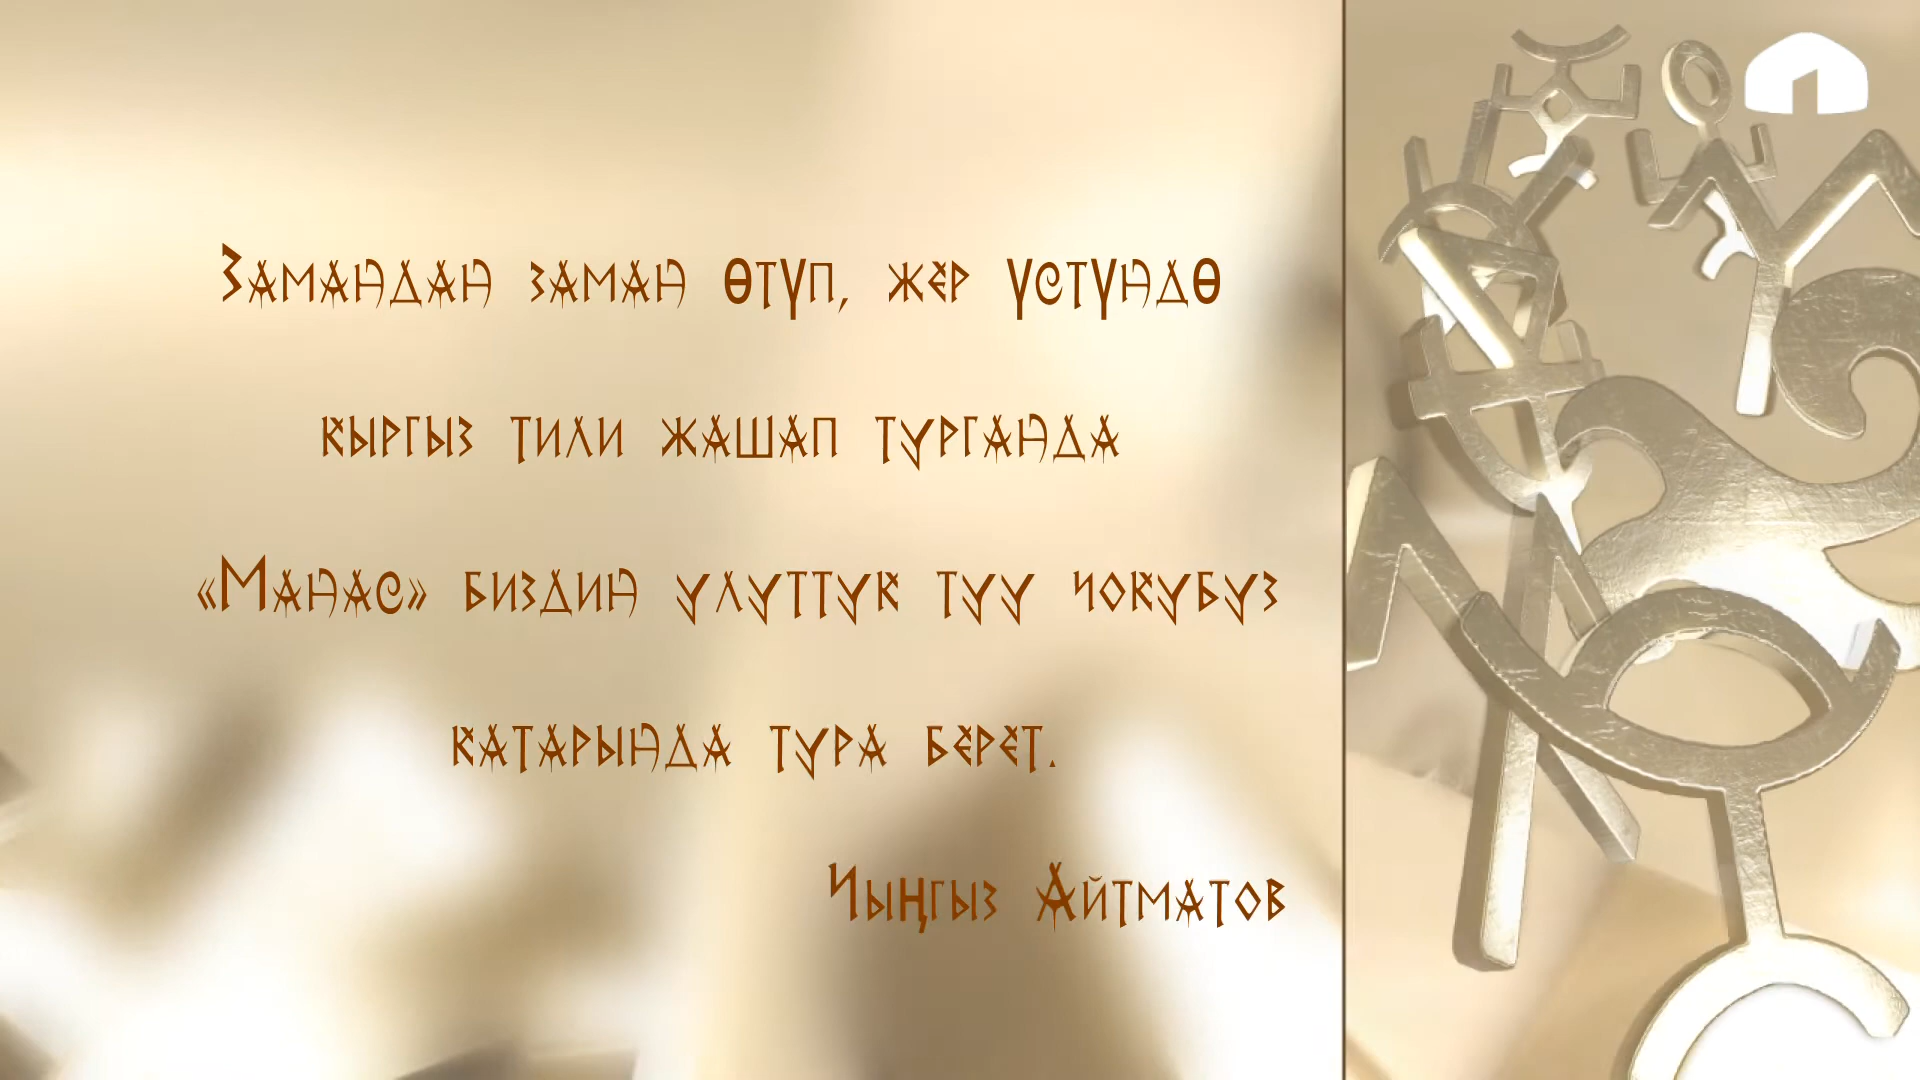 Замандан заман өтүп, жер үстүндө
кыргыз тили жашап турганда
«Манас» биздин улуттук туу чокубуз
катарында тура берет.
Чыңгыз Айтматов